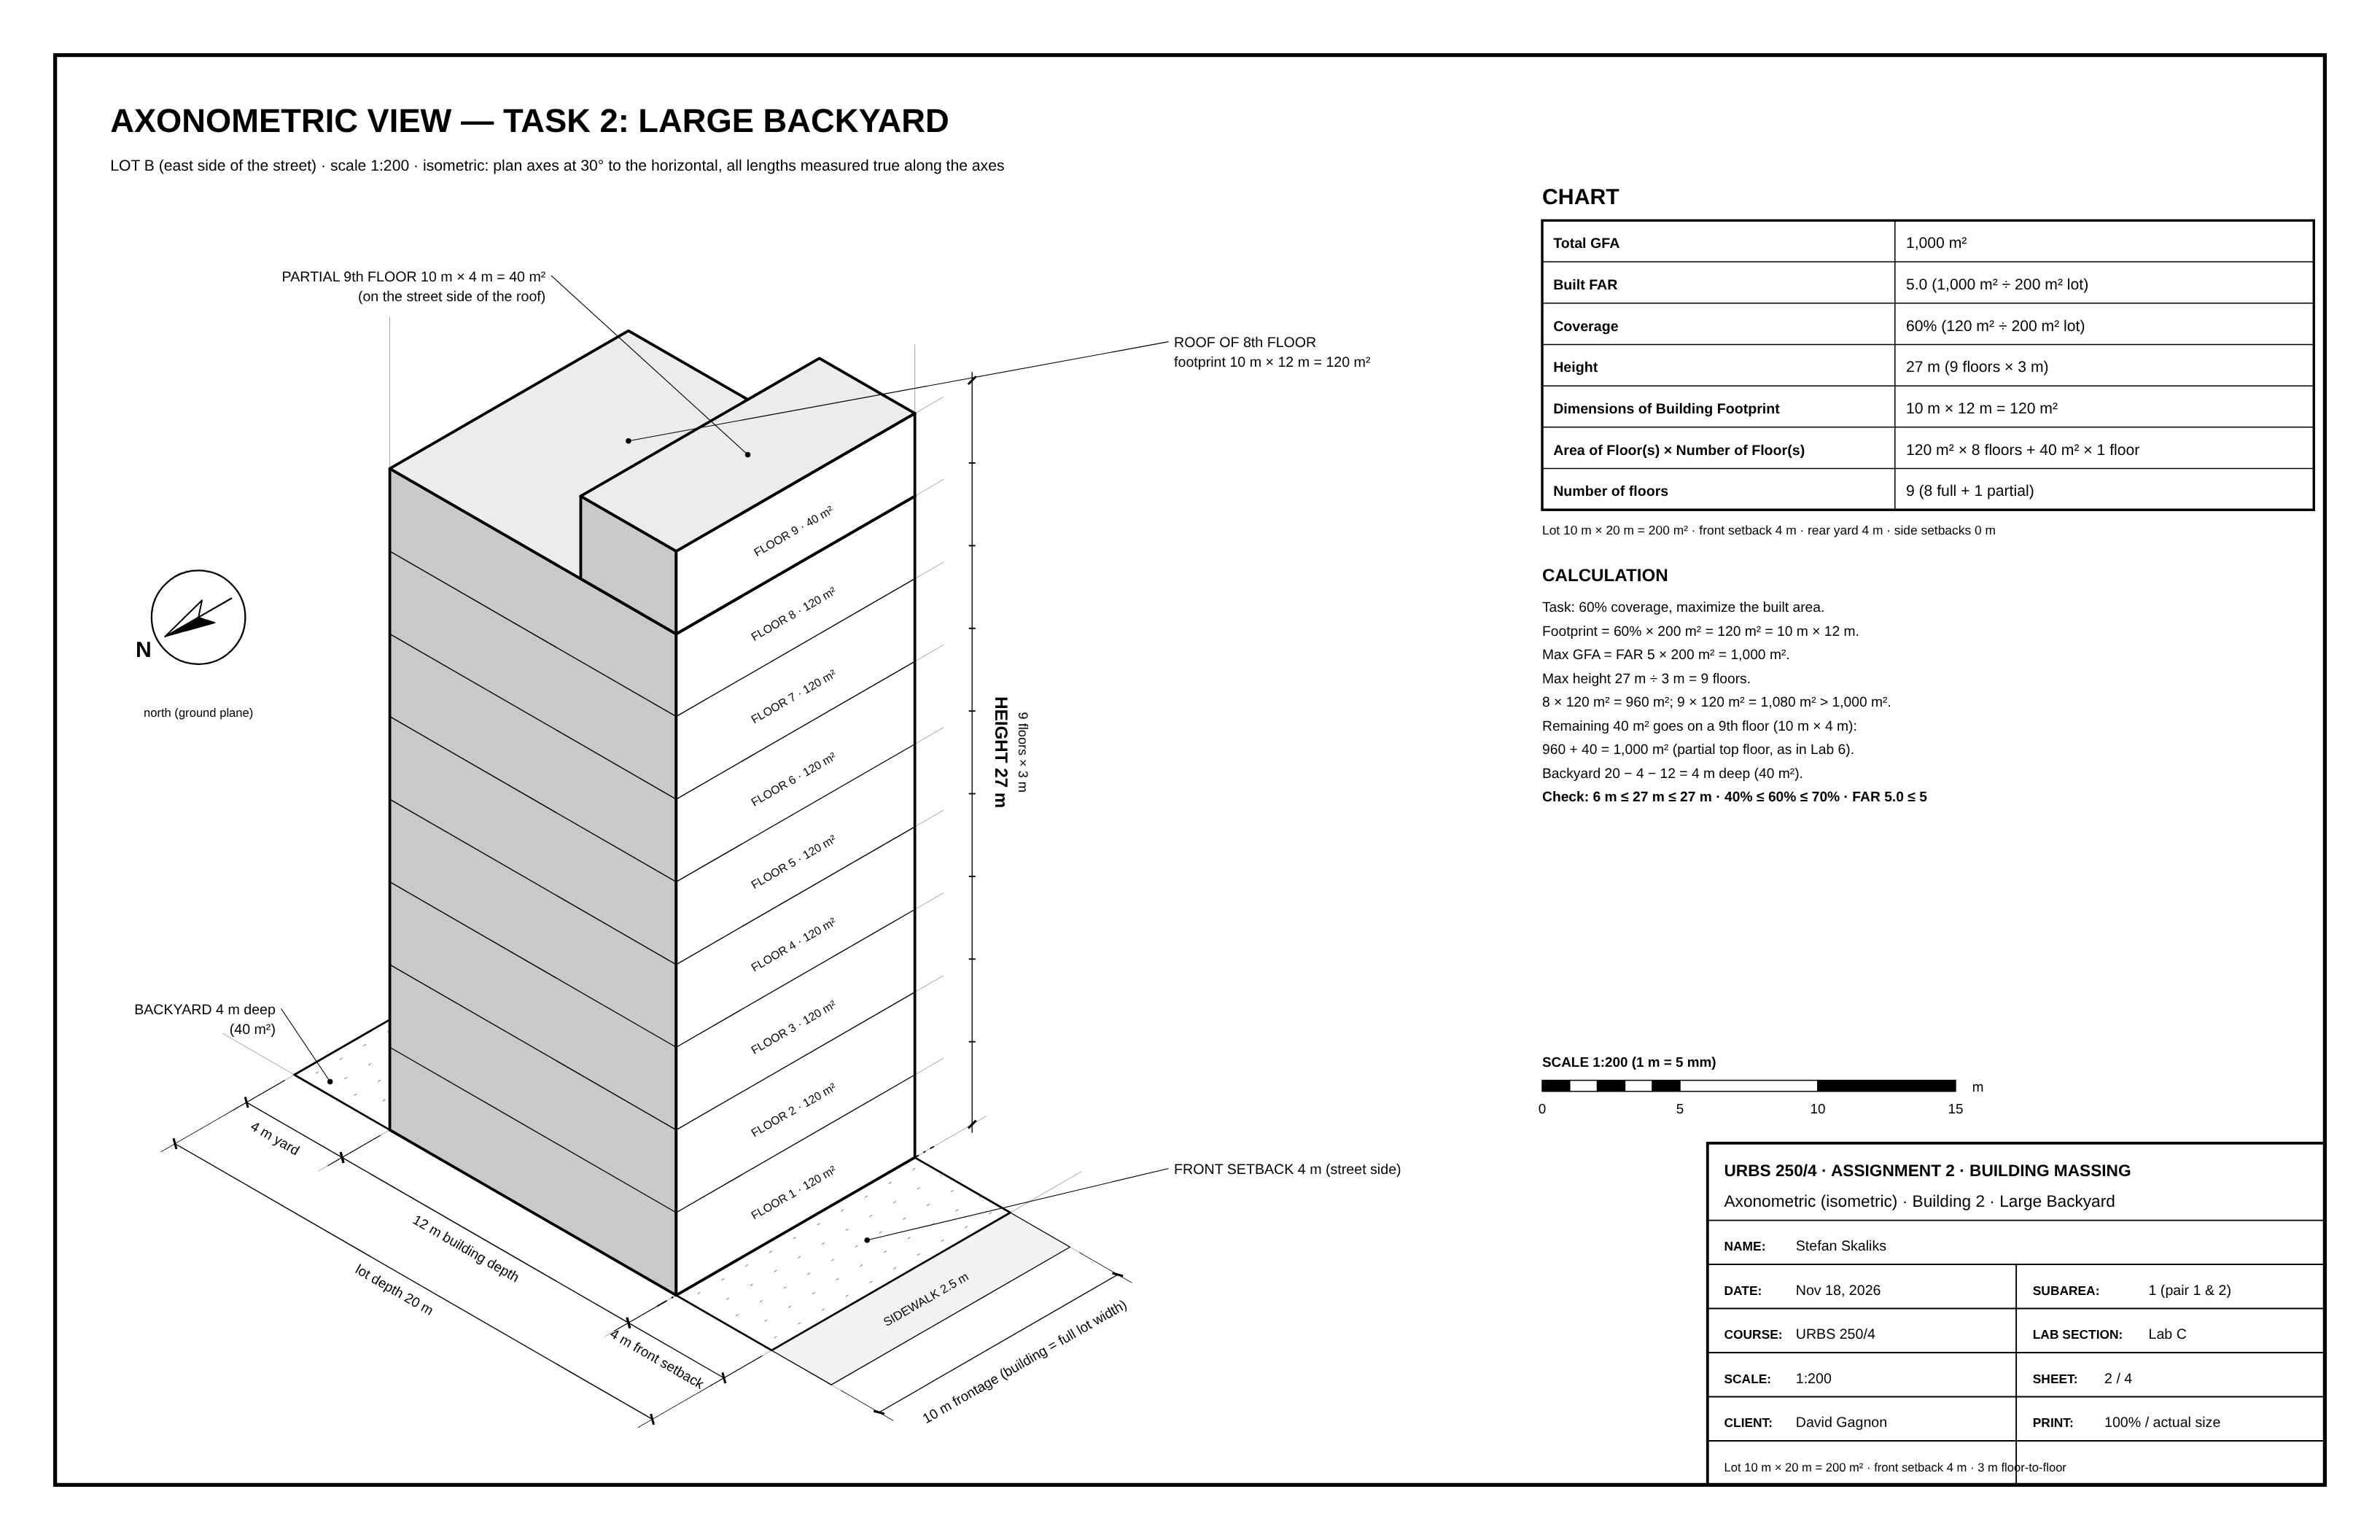 AXONOMETRIC VIEW — TASK 2: LARGE BACKYARD
LOT B (east side of the street) · scale 1:200 · isometric: plan axes at 30° to the horizontal, all lengths measured true along the axes
PARTIAL 9th FLOOR 10 m × 4 m = 40 m²
(on the street side of the roof)
ROOF OF 8th FLOOR
footprint 10 m × 12 m = 120 m²
FLOOR 9 · 40 m²
FLOOR 8 · 120 m²
FLOOR 7 · 120 m²
FLOOR 6 · 120 m²
FLOOR 5 · 120 m²
FLOOR 4 · 120 m²
FLOOR 3 · 120 m²
FLOOR 2 · 120 m²
FLOOR 1 · 120 m²
HEIGHT 27 m
9 floors × 3 m
N
north (ground plane)
BACKYARD 4 m deep
(40 m²)
4 m yard
12 m building depth
lot depth 20 m
4 m front setback
FRONT SETBACK 4 m (street side)
SIDEWALK 2.5 m
10 m frontage (building = full lot width)
CHART
Total GFA 1,000 m²
Built FAR 5.0 (1,000 m² ÷ 200 m² lot)
Coverage 60% (120 m² ÷ 200 m² lot)
Height 27 m (9 floors × 3 m)
Dimensions of Building Footprint 10 m × 12 m = 120 m²
Area of Floor(s) × Number of Floor(s) 120 m² × 8 floors + 40 m² × 1 floor
Number of floors 9 (8 full + 1 partial)
Lot 10 m × 20 m = 200 m² · front setback 4 m · rear yard 4 m · side setbacks 0 m
CALCULATION
Task: 60% coverage, maximize the built area.
Footprint = 60% × 200 m² = 120 m² = 10 m × 12 m.
Max GFA = FAR 5 × 200 m² = 1,000 m².
Max height 27 m ÷ 3 m = 9 floors.
8 × 120 m² = 960 m²; 9 × 120 m² = 1,080 m² > 1,000 m².
Remaining 40 m² goes on a 9th floor (10 m × 4 m):
960 + 40 = 1,000 m² (partial top floor, as in Lab 6).
Backyard 20 − 4 − 12 = 4 m deep (40 m²).
Check: 6 m ≤ 27 m ≤ 27 m · 40% ≤ 60% ≤ 70% · FAR 5.0 ≤ 5
SCALE 1:200 (1 m = 5 mm)
m
0 5 10 15
URBS 250/4 · ASSIGNMENT 2 · BUILDING MASSING
Axonometric (isometric) · Building 2 · Large Backyard
NAME: Stefan Skaliks
DATE: Nov 18, 2026 SUBAREA: 1 (pair 1 & 2)
COURSE: URBS 250/4 LAB SECTION: Lab C
SCALE: 1:200 SHEET: 2 / 4
CLIENT: David Gagnon PRINT: 100% / actual size
Lot 10 m × 20 m = 200 m² · front setback 4 m · 3 m floor-to-floor